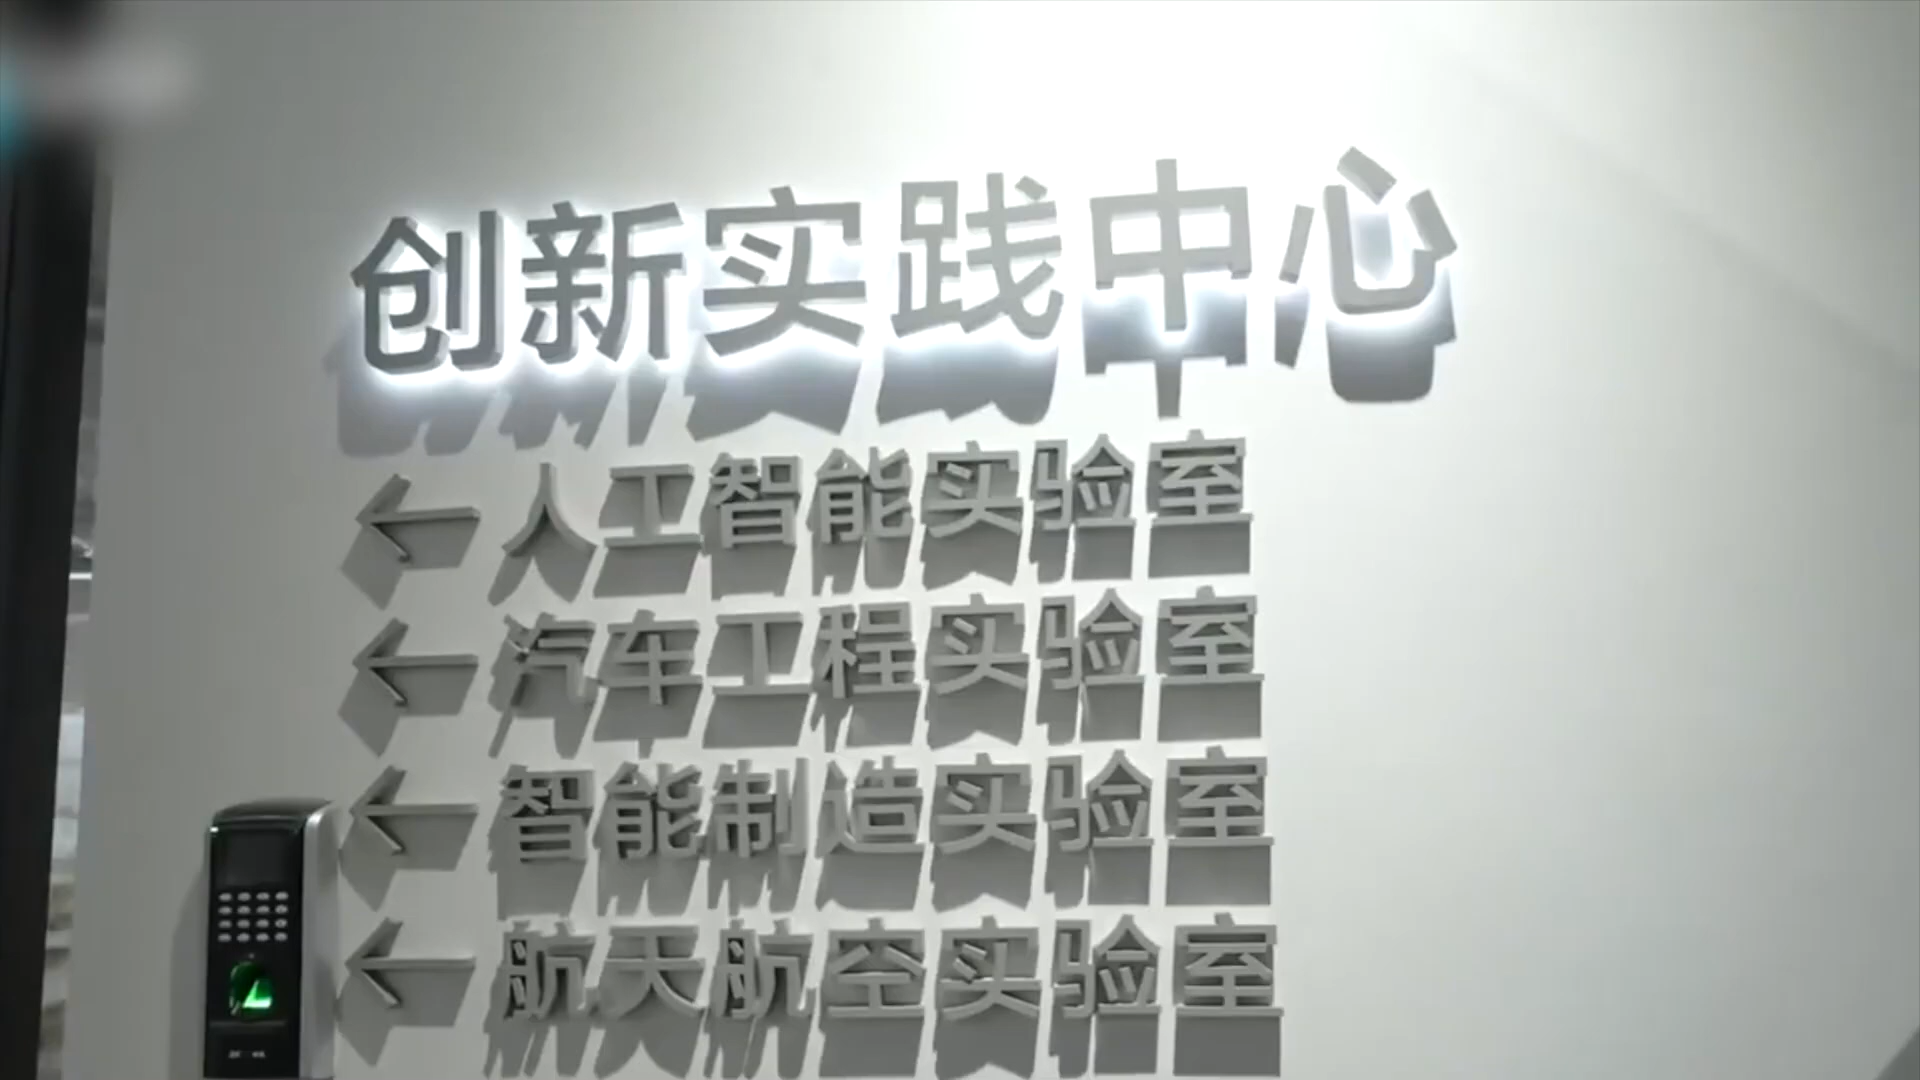 创新实践中心
← 人工智能实验室
← 汽车工程实验室
← 智能制造实验室
← 航天航空实验室